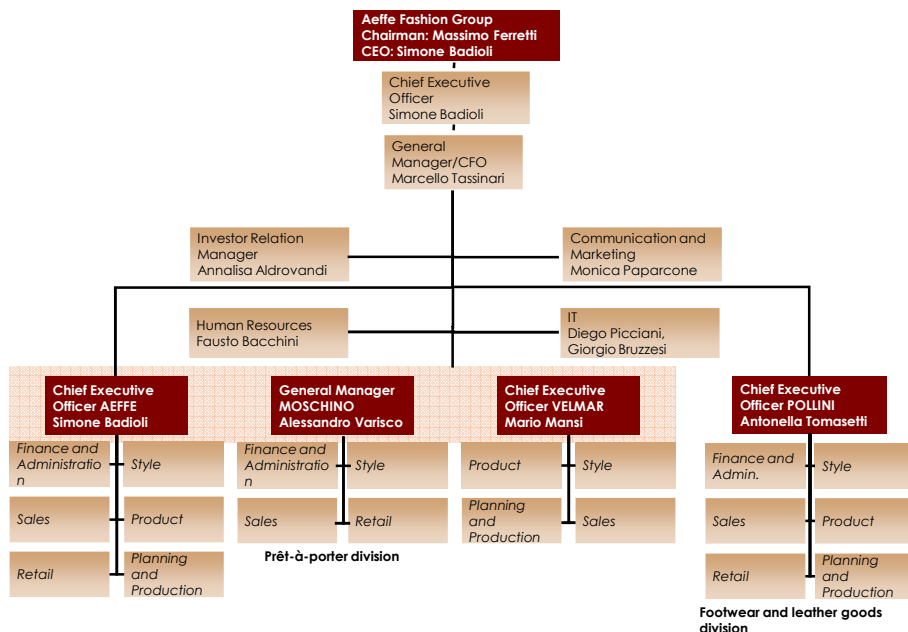 Aeffe Fashion Group
Chairman: Massimo Ferretti
CEO: Simone Badioli
Chief Executive
Officer
Simone Badioli
General
Manager/CFO
Marcello Tassinari
Investor Relation
Manager
Annalisa Aldrovandi
Communication and
Marketing
Monica Paparcone
Human Resources
Fausto Bacchini
IT
Diego Picciani,
Giorgio Bruzzesi
Chief Executive
Officer AEFFE
Simone Badioli
General Manager
MOSCHINO
Alessandro Varisco
Chief Executive
Officer VELMAR
Mario Mansi
Chief Executive
Officer POLLINI
Antonella Tomasetti
Finance and
Administratio
n
Style
Sales
Product
Retail
Planning
and
Production
Finance and
Administratio
n
Style
Sales
Retail
Prêt-à-porter division
Product
Style
Planning
and
Production
Sales
Finance and
Admin.
Style
Sales
Product
Retail
Planning
and
Production
Footwear and leather goods
division